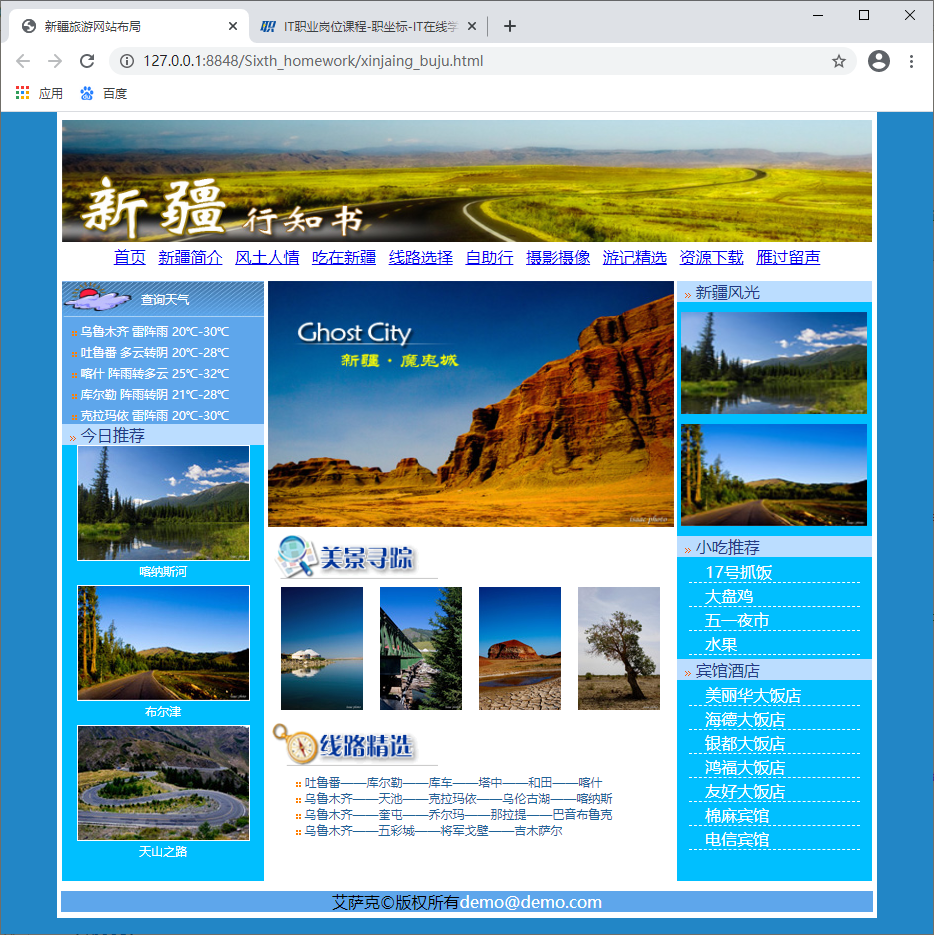 新疆旅游网站布局
IT职业岗位课程-职坐标-IT在线学
127.0.0.1:8848/Sixth_homework/xinjaing_buju.html
应用 百度
新疆 行知书
首页 新疆简介 风土人情 吃在新疆 线路选择 自助行 摄影摄像 游记精选 资源下载 雁过留声
查询天气
乌鲁木齐 雷阵雨 20℃-30℃
吐鲁番 多云转阴 20℃-28℃
喀什 阵雨转多云 25℃-32℃
库尔勒 阵雨转阴 21℃-28℃
克拉玛依 雷阵雨 20℃-30℃
今日推荐
喀纳斯河
布尔津
天山之路
Ghost City
新疆·魔鬼城
isaac photo
美景寻踪
线路精选
吐鲁番——库尔勒——库车——塔中——和田——喀什
乌鲁木齐——天池——克拉玛依——乌伦古湖——喀纳斯
乌鲁木齐——奎屯——乔尔玛——那拉提——巴音布鲁克
乌鲁木齐——五彩城——将军戈壁——吉木萨尔
新疆风光
小吃推荐
17号抓饭
大盘鸡
五一夜市
水果
宾馆酒店
美丽华大饭店
海德大饭店
银都大饭店
鸿福大饭店
友好大饭店
棉麻宾馆
电信宾馆
艾萨克©版权所有demo@demo.com